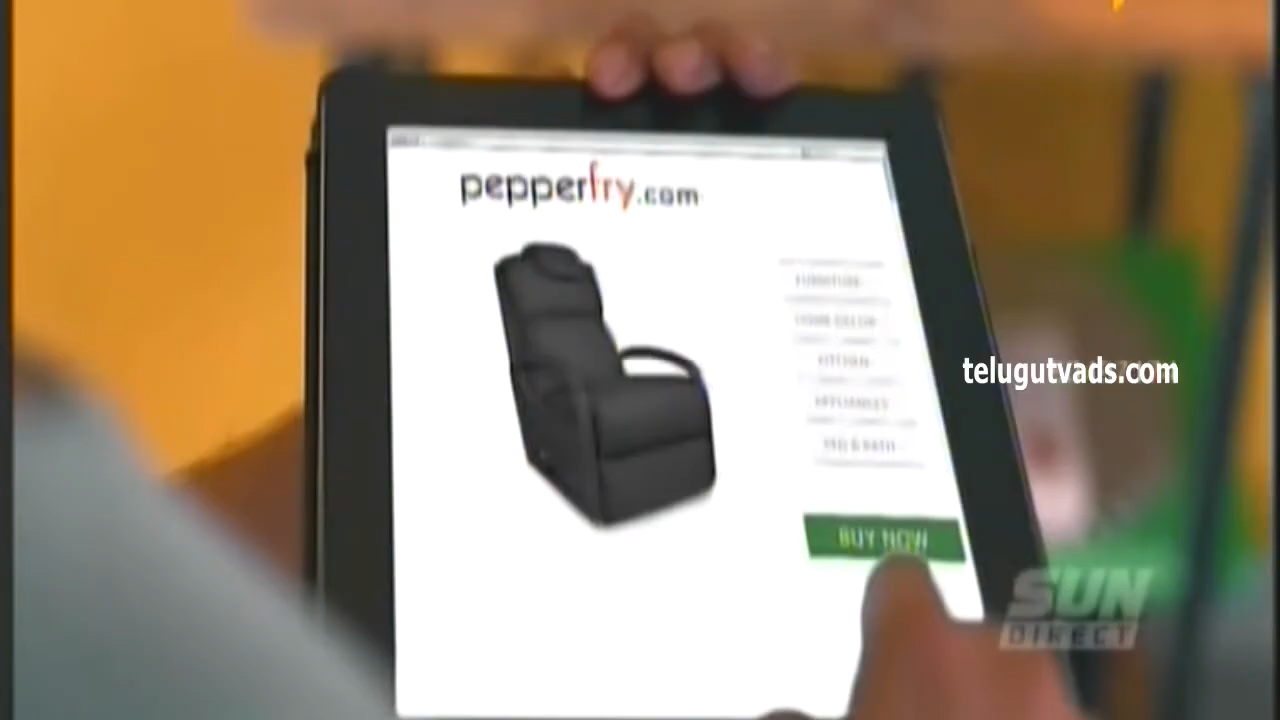 pepperfry.com
FURNITURE
HOME DECOR
KITCHEN
APPLIANCES
BED & BATH
telugutvads.com
BUY NOW
SUN
DIRECT